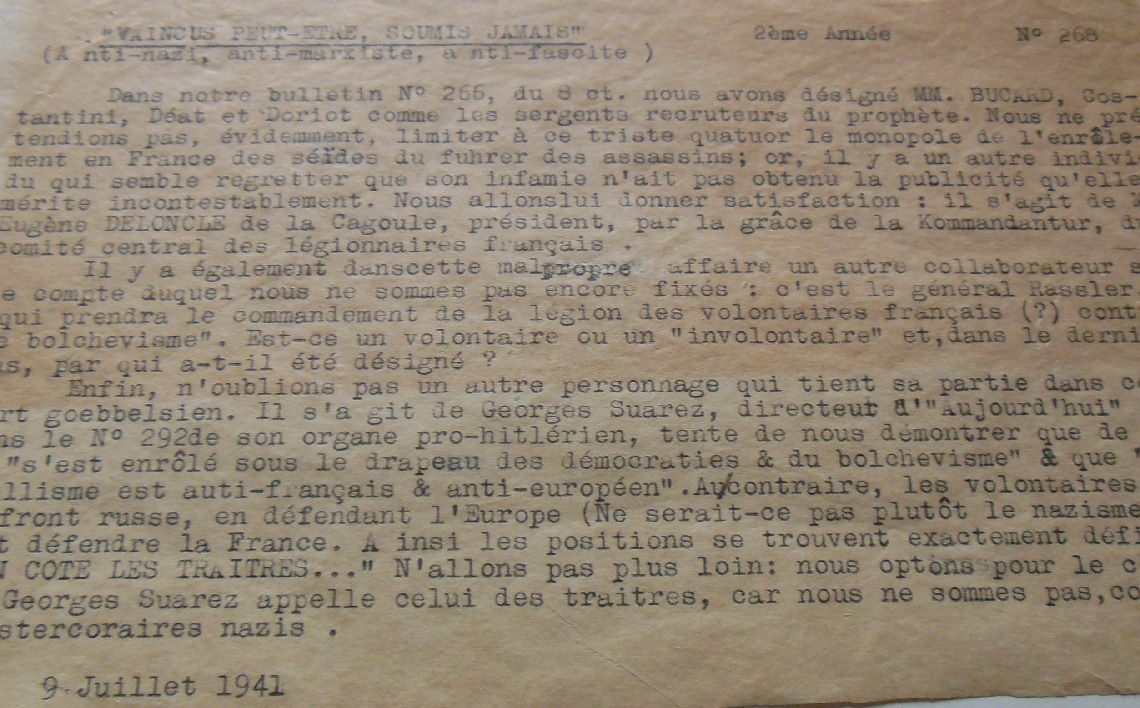 "VAINCUS PEUT-ETRE, SOUMIS JAMAIS" 2ème Année N° 268
(A nti-nazi, anti-marxiste, a nti-fascite )
Dans notre bulletin N° 266, du 8 ct. nous avons désigné MM. BUCARD, Cos-
tantini, Déat et Doriot comme les sergents recruteurs du prophète. Nous ne pré
tendions pas, évidemment, limiter à ce triste quatuor le monopole de l'enrôle-
ment en France des séïdes du fuhrer des assassins; or, il y a un autre indivi
du qui semble regretter que son infamie n'ait pas obtenu la publicité qu'elle
mérite incontestablement. Nous allonslui donner satisfaction : il s'agit de
Eugène DELONCLE de la Cagoule, président, par la grâce de la Kommandantur, d
comité central des légionnaires français .
Il y a également danscette malpropre affaire un autre collaborateur s
e compte duquel nous ne sommes pas encore fixés : c'est le général Rassler
qui prendra le commandement de la légion des volontaires français (?) cont
e bolchevisme". Est-ce un volontaire ou un "involontaire" et,dans le derni
as, par qui a-t-il été désigné ?
Enfin, n'oublions pas un autre personnage qui tient sa partie dans c
rt goebbelsien. Il s'a git de Georges Suarez, directeur d'"Aujourd'hui"
ns le N° 292de son organe pro-hitlérien, tente de nous démontrer que de
"s'est enrôlé sous le drapeau des démocraties & du bolchevisme" & que "
llisme est auti-français & anti-européen".Au/contraire, les volontaires
front russe, en défendant l'Europe (Ne serait-ce pas plutôt le nazisme
t défendre la France. A insi les positions se trouvent exactement défi
N COTE LES TRAITRES..." N'allons pas plus loin: nous optons pour le c
Georges Suarez appelle celui des traitres, car nous ne sommes pas,co
stercoraires nazis .
9 Juillet 1941